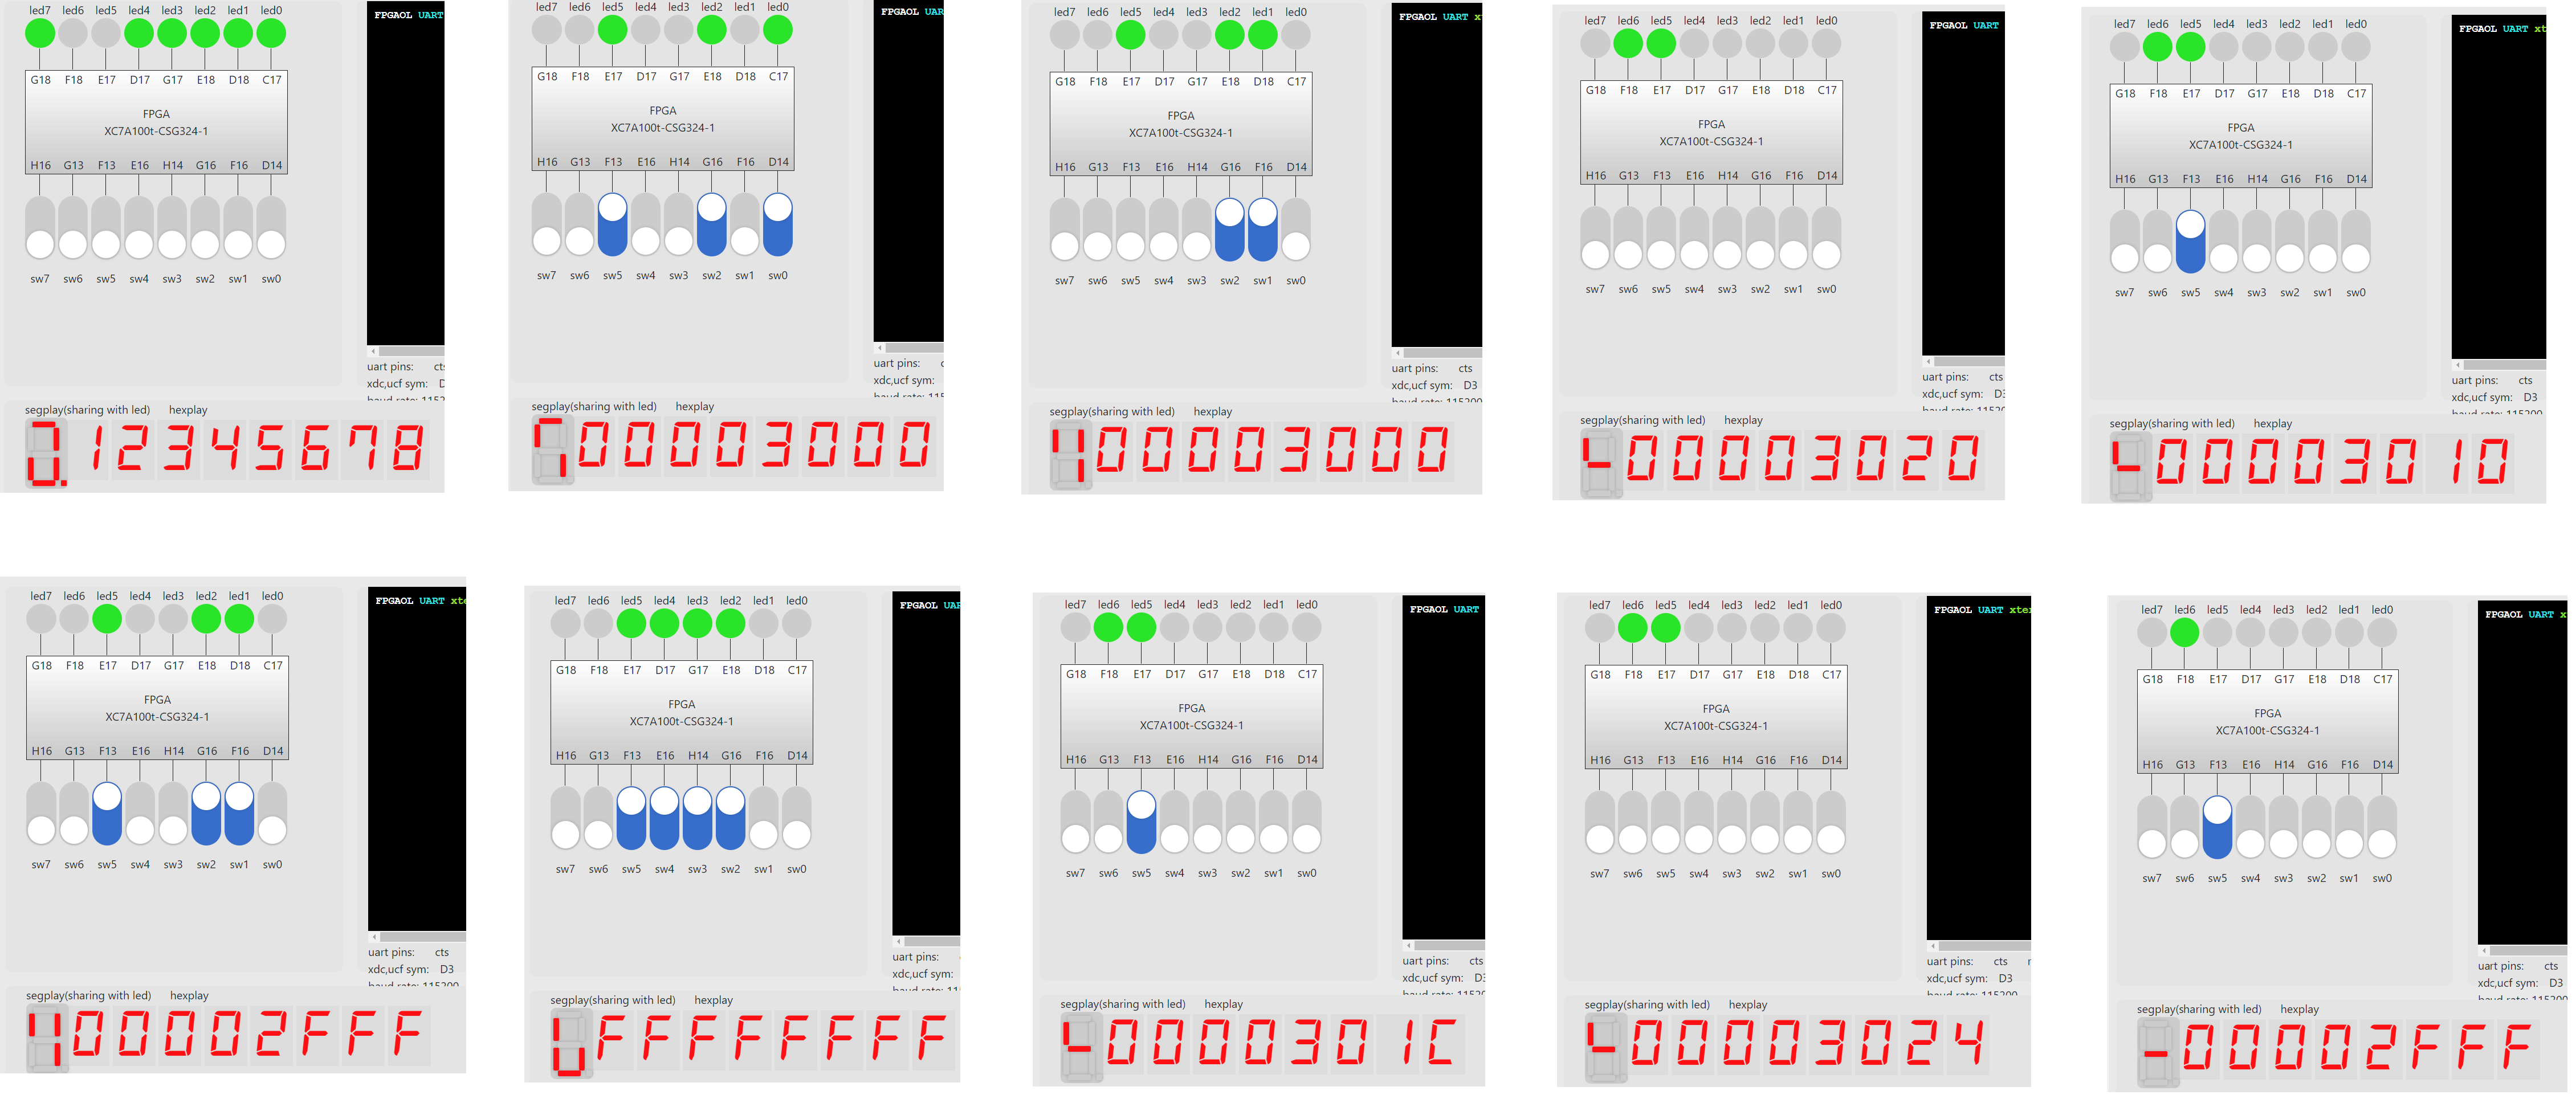 led7 led6 led5 led4 led3 led2 led1 led0
G18 F18 E17 D17 G17 E18 D18 C17
FPGA
XC7A100t-CSG324-1
H16 G13 F13 E16 H14 G16 F16 D14
sw7 sw6 sw5 sw4 sw3 sw2 sw1 sw0
FPGAOL UART
uart pins: cts
xdc,ucf sym:
segplay(sharing with led) hexplay
12345678
led7 led6 led5 led4 led3 led2 led1 led0
G18 F18 E17 D17 G17 E18 D18 C17
FPGA
XC7A100t-CSG324-1
H16 G13 F13 E16 H14 G16 F16 D14
sw7 sw6 sw5 sw4 sw3 sw2 sw1 sw0
FPGAOL UAR
uart pins:
xdc,ucf sym:
segplay(sharing with led) hexplay
00003000
led7 led6 led5 led4 led3 led2 led1 led0
G18 F18 E17 D17 G17 E18 D18 C17
FPGA
XC7A100t-CSG324-1
H16 G13 F13 E16 H14 G16 F16 D14
sw7 sw6 sw5 sw4 sw3 sw2 sw1 sw0
FPGAOL UART
uart pins: cts
xdc,ucf sym: D3
baud rate: 115200
segplay(sharing with led) hexplay
00003000
led7 led6 led5 led4 led3 led2 led1 led0
G18 F18 E17 D17 G17 E18 D18 C17
FPGA
XC7A100t-CSG324-1
H16 G13 F13 E16 H14 G16 F16 D14
sw7 sw6 sw5 sw4 sw3 sw2 sw1 sw0
FPGAOL UART
uart pins: cts
xdc,ucf sym: D3
segplay(sharing with led) hexplay
00003020
led7 led6 led5 led4 led3 led2 led1 led0
G18 F18 E17 D17 G17 E18 D18 C17
FPGA
XC7A100t-CSG324-1
H16 G13 F13 E16 H14 G16 F16 D14
sw7 sw6 sw5 sw4 sw3 sw2 sw1 sw0
FPGAOL UART xt
uart pins: cts
xdc,ucf sym: D3
baud rate: 115200
segplay(sharing with led) hexplay
00003010
led7 led6 led5 led4 led3 led2 led1 led0
G18 F18 E17 D17 G17 E18 D18 C17
FPGA
XC7A100t-CSG324-1
H16 G13 F13 E16 H14 G16 F16 D14
sw7 sw6 sw5 sw4 sw3 sw2 sw1 sw0
FPGAOL UART xte
uart pins: cts
xdc,ucf sym: D3
baud rate: 115200
segplay(sharing with led) hexplay
00002FFF
led7 led6 led5 led4 led3 led2 led1 led0
G18 F18 E17 D17 G17 E18 D18 C17
FPGA
XC7A100t-CSG324-1
H16 G13 F13 E16 H14 G16 F16 D14
sw7 sw6 sw5 sw4 sw3 sw2 sw1 sw0
FPGAOL UA
uart pins:
xdc,ucf sym:
segplay(sharing with led) hexplay
FFFFFFFF
led7 led6 led5 led4 led3 led2 led1 led0
G18 F18 E17 D17 G17 E18 D18 C17
FPGA
XC7A100t-CSG324-1
H16 G13 F13 E16 H14 G16 F16 D14
sw7 sw6 sw5 sw4 sw3 sw2 sw1 sw0
FPGAOL UART
uart pins: cts
xdc,ucf sym: D3
segplay(sharing with led) hexplay
0000301C
led7 led6 led5 led4 led3 led2 led1 led0
G18 F18 E17 D17 G17 E18 D18 C17
FPGA
XC7A100t-CSG324-1
H16 G13 F13 E16 H14 G16 F16 D14
sw7 sw6 sw5 sw4 sw3 sw2 sw1 sw0
FPGAOL UART xte
uart pins: cts
xdc,ucf sym: D3
baud rate: 115200
segplay(sharing with led) hexplay
00003024
led7 led6 led5 led4 led3 led2 led1 led0
G18 F18 E17 D17 G17 E18 D18 C17
FPGA
XC7A100t-CSG324-1
H16 G13 F13 E16 H14 G16 F16 D14
sw7 sw6 sw5 sw4 sw3 sw2 sw1 sw0
FPGAOL UART
uart pins: cts
xdc,ucf sym: D3
baud rate: 115200
segplay(sharing with led) hexplay
00002FFF